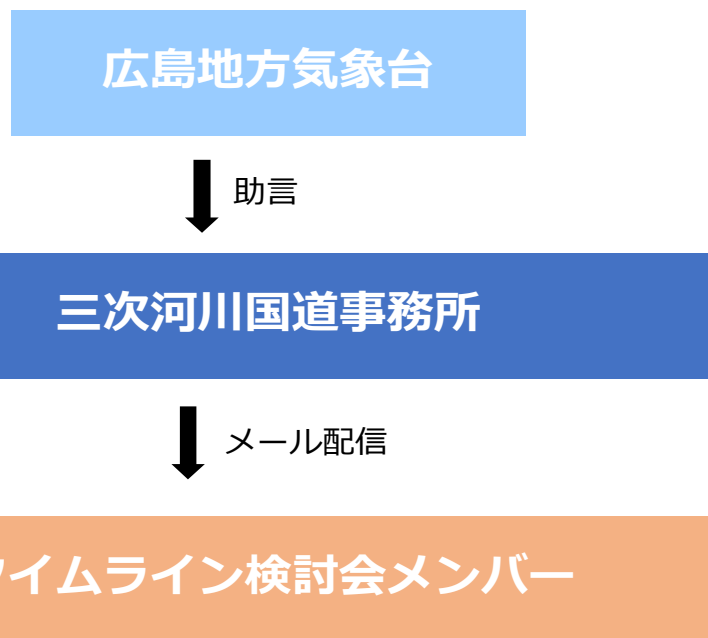 広島地方気象台
助言
三次河川国道事務所
メール配信
イムライン検討会メンバー